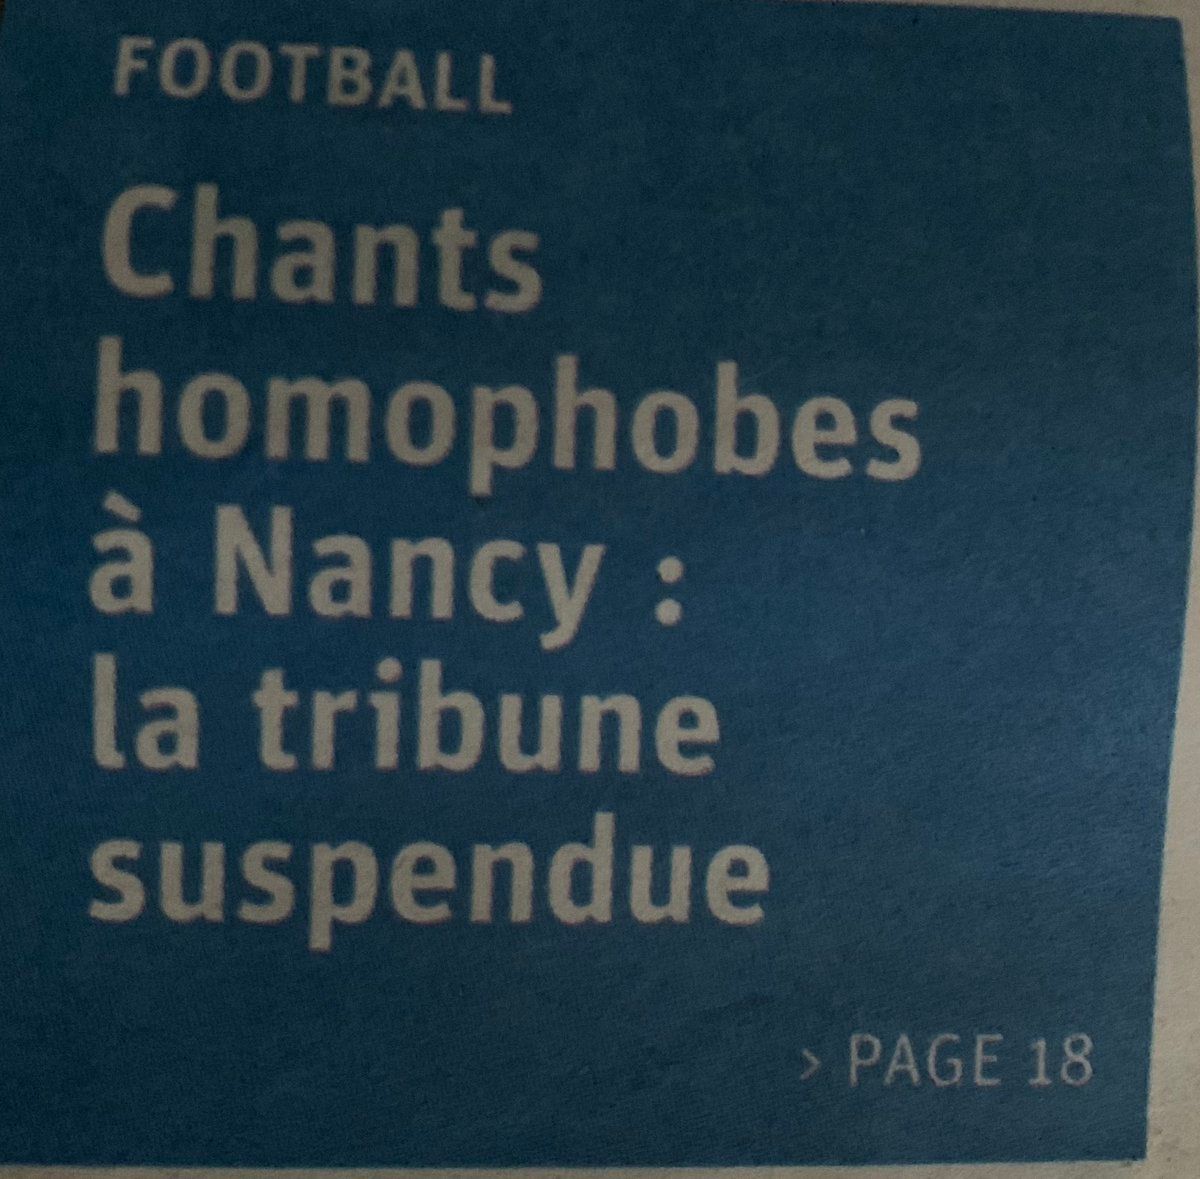 FOOTBALL
Chants
homophobes
à Nancy :
la tribune
suspendue
> PAGE 18